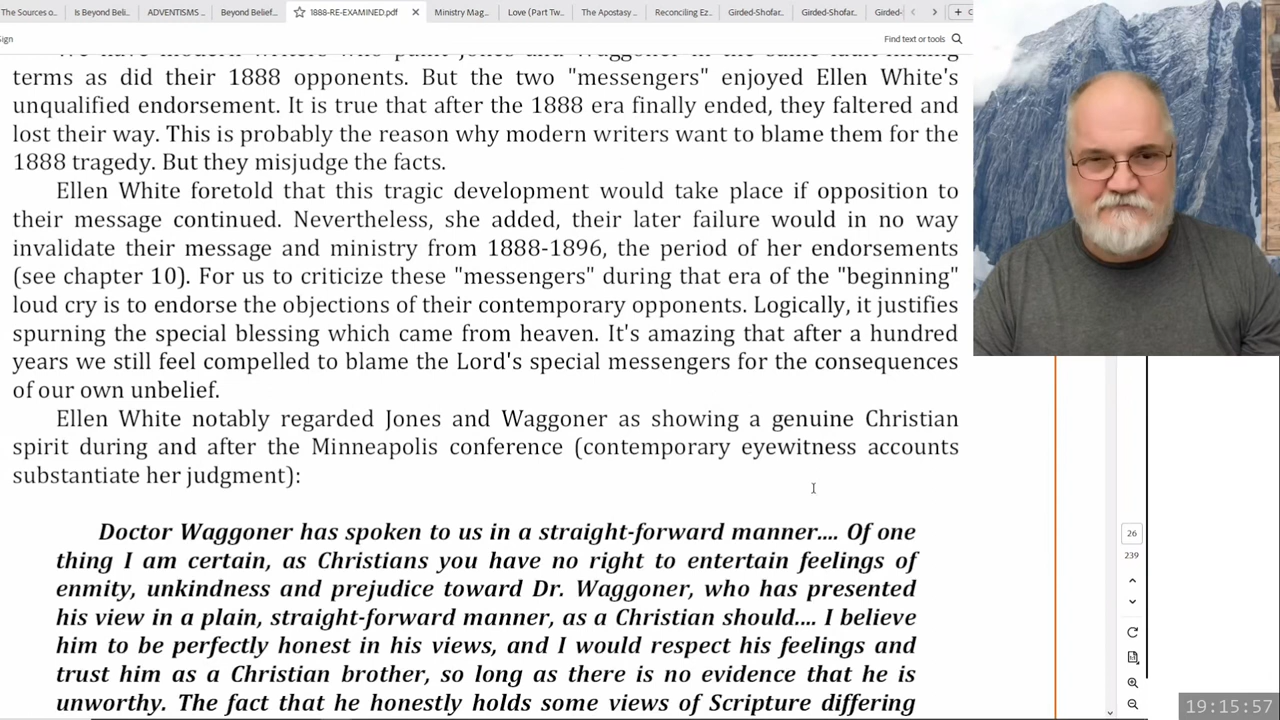 The Sources o...
Is Beyond Beli...
ADVENTISMS ...
Beyond Belief...
1888-RE-EXAMINED.pdf
Ministry Mag...
Love (Part Tw...
The Apostasy ...
Reconciling Ez...
Girded-Shofar...
Girded-Shofar...
Girded-
Sign
Find text or tools
terms as did their 1888 opponents. But the two "messengers" enjoyed Ellen White's
unqualified endorsement. It is true that after the 1888 era finally ended, they faltered and
lost their way. This is probably the reason why modern writers want to blame them for the
1888 tragedy. But they misjudge the facts.
Ellen White foretold that this tragic development would take place if opposition to
their message continued. Nevertheless, she added, their later failure would in no way
invalidate their message and ministry from 1888-1896, the period of her endorsements
(see chapter 10). For us to criticize these "messengers" during that era of the "beginning"
loud cry is to endorse the objections of their contemporary opponents. Logically, it justifies
spurning the special blessing which came from heaven. It's amazing that after a hundred
years we still feel compelled to blame the Lord's special messengers for the consequences
of our own unbelief.
Ellen White notably regarded Jones and Waggoner as showing a genuine Christian
spirit during and after the Minneapolis conference (contemporary eyewitness accounts
substantiate her judgment):
Doctor Waggoner has spoken to us in a straight-forward manner.... Of one
thing I am certain, as Christians you have no right to entertain feelings of
enmity, unkindness and prejudice toward Dr. Waggoner, who has presented
his view in a plain, straight-forward manner, as a Christian should.... I believe
him to be perfectly honest in his views, and I would respect his feelings and
trust him as a Christian brother, so long as there is no evidence that he is
unworthy. The fact that he honestly holds some views of Scripture differing
26
239
19:15:57